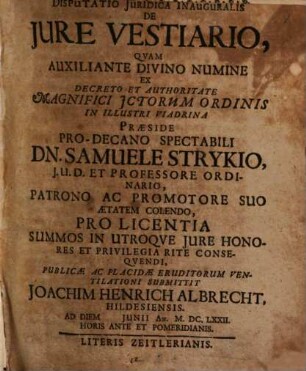 DISPUTATIO JURIDICA INAUGURALIS
DE
JURE VESTIARIO,
QVAM
AUXILIANTE DIVINO NUMINE
EX
DECRETO ET AUTHORITATE
MAGNIFICI JCTORUM ORDINIS
IN ILLUSTRI VIADRINA
PRÆSIDE
PRO-DECANO SPECTABILI
DN. SAMUELE STRYKIO,
J.U.D. ET PROFESSORE ORDI-
NARIO,
PATRONO AC PROMOTORE SUO
ÆTATEM COLENDO,
PRO LICENTIA
SUMMOS IN UTROQVE JURE HONO-
RES ET PRIVILEGIA RITE CONSE-
QVENDI,
PUBLICÆ AC PLACIDÆ ERUDITORUM VEN-
TILATIONI SUBMITTIT
JOACHIM HENRICH ALBRECHT,
HILDESIENSIS.
AD DIEM JUNII AN. M. DC. LXXII.
HORIS ANTE ET POMERIDIANIS.
LITERIS ZEITLERIANIS.